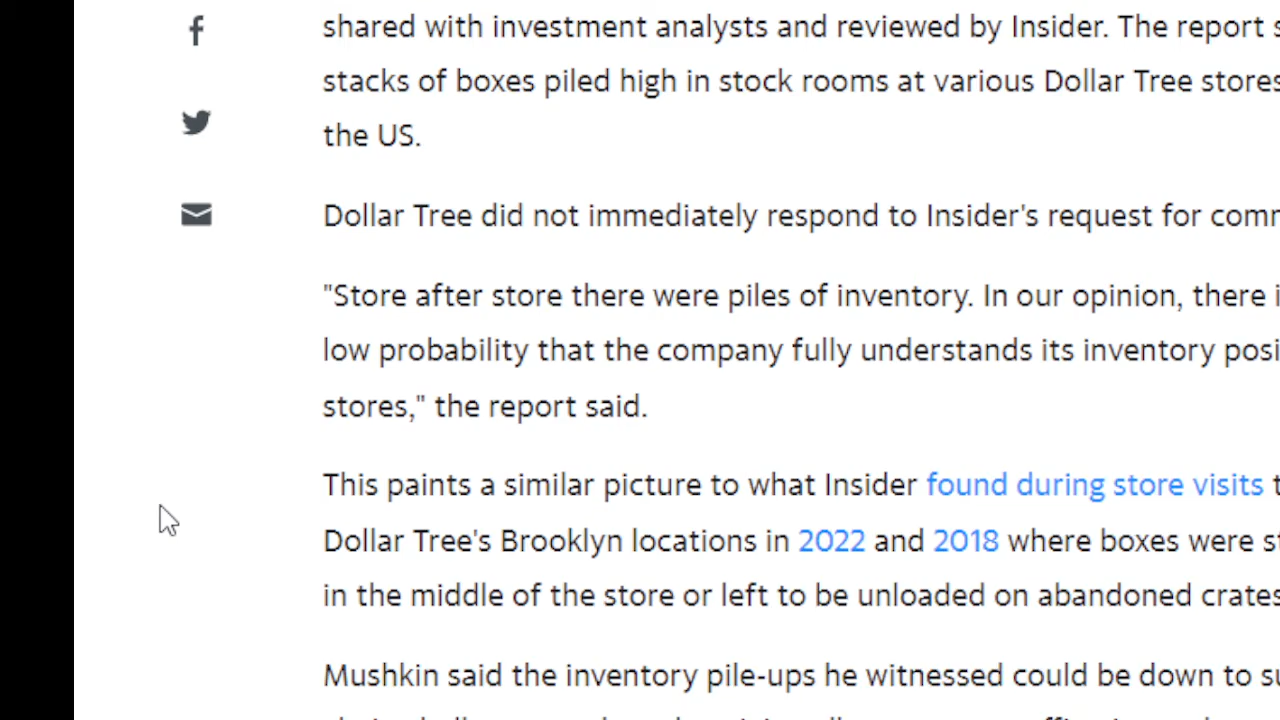 shared with investment analysts and reviewed by Insider. The report
stacks of boxes piled high in stock rooms at various Dollar Tree stores
the US.
Dollar Tree did not immediately respond to Insider's request for
"Store after store there were piles of inventory. In our opinion, there
low probability that the company fully understands its inventory
stores," the report said.
This paints a similar picture to what Insider found during store visits
Dollar Tree's Brooklyn locations in 2022 and 2018 where boxes were
in the middle of the store or left to be unloaded on abandoned crates
Mushkin said the inventory pile-ups he witnessed could be down to